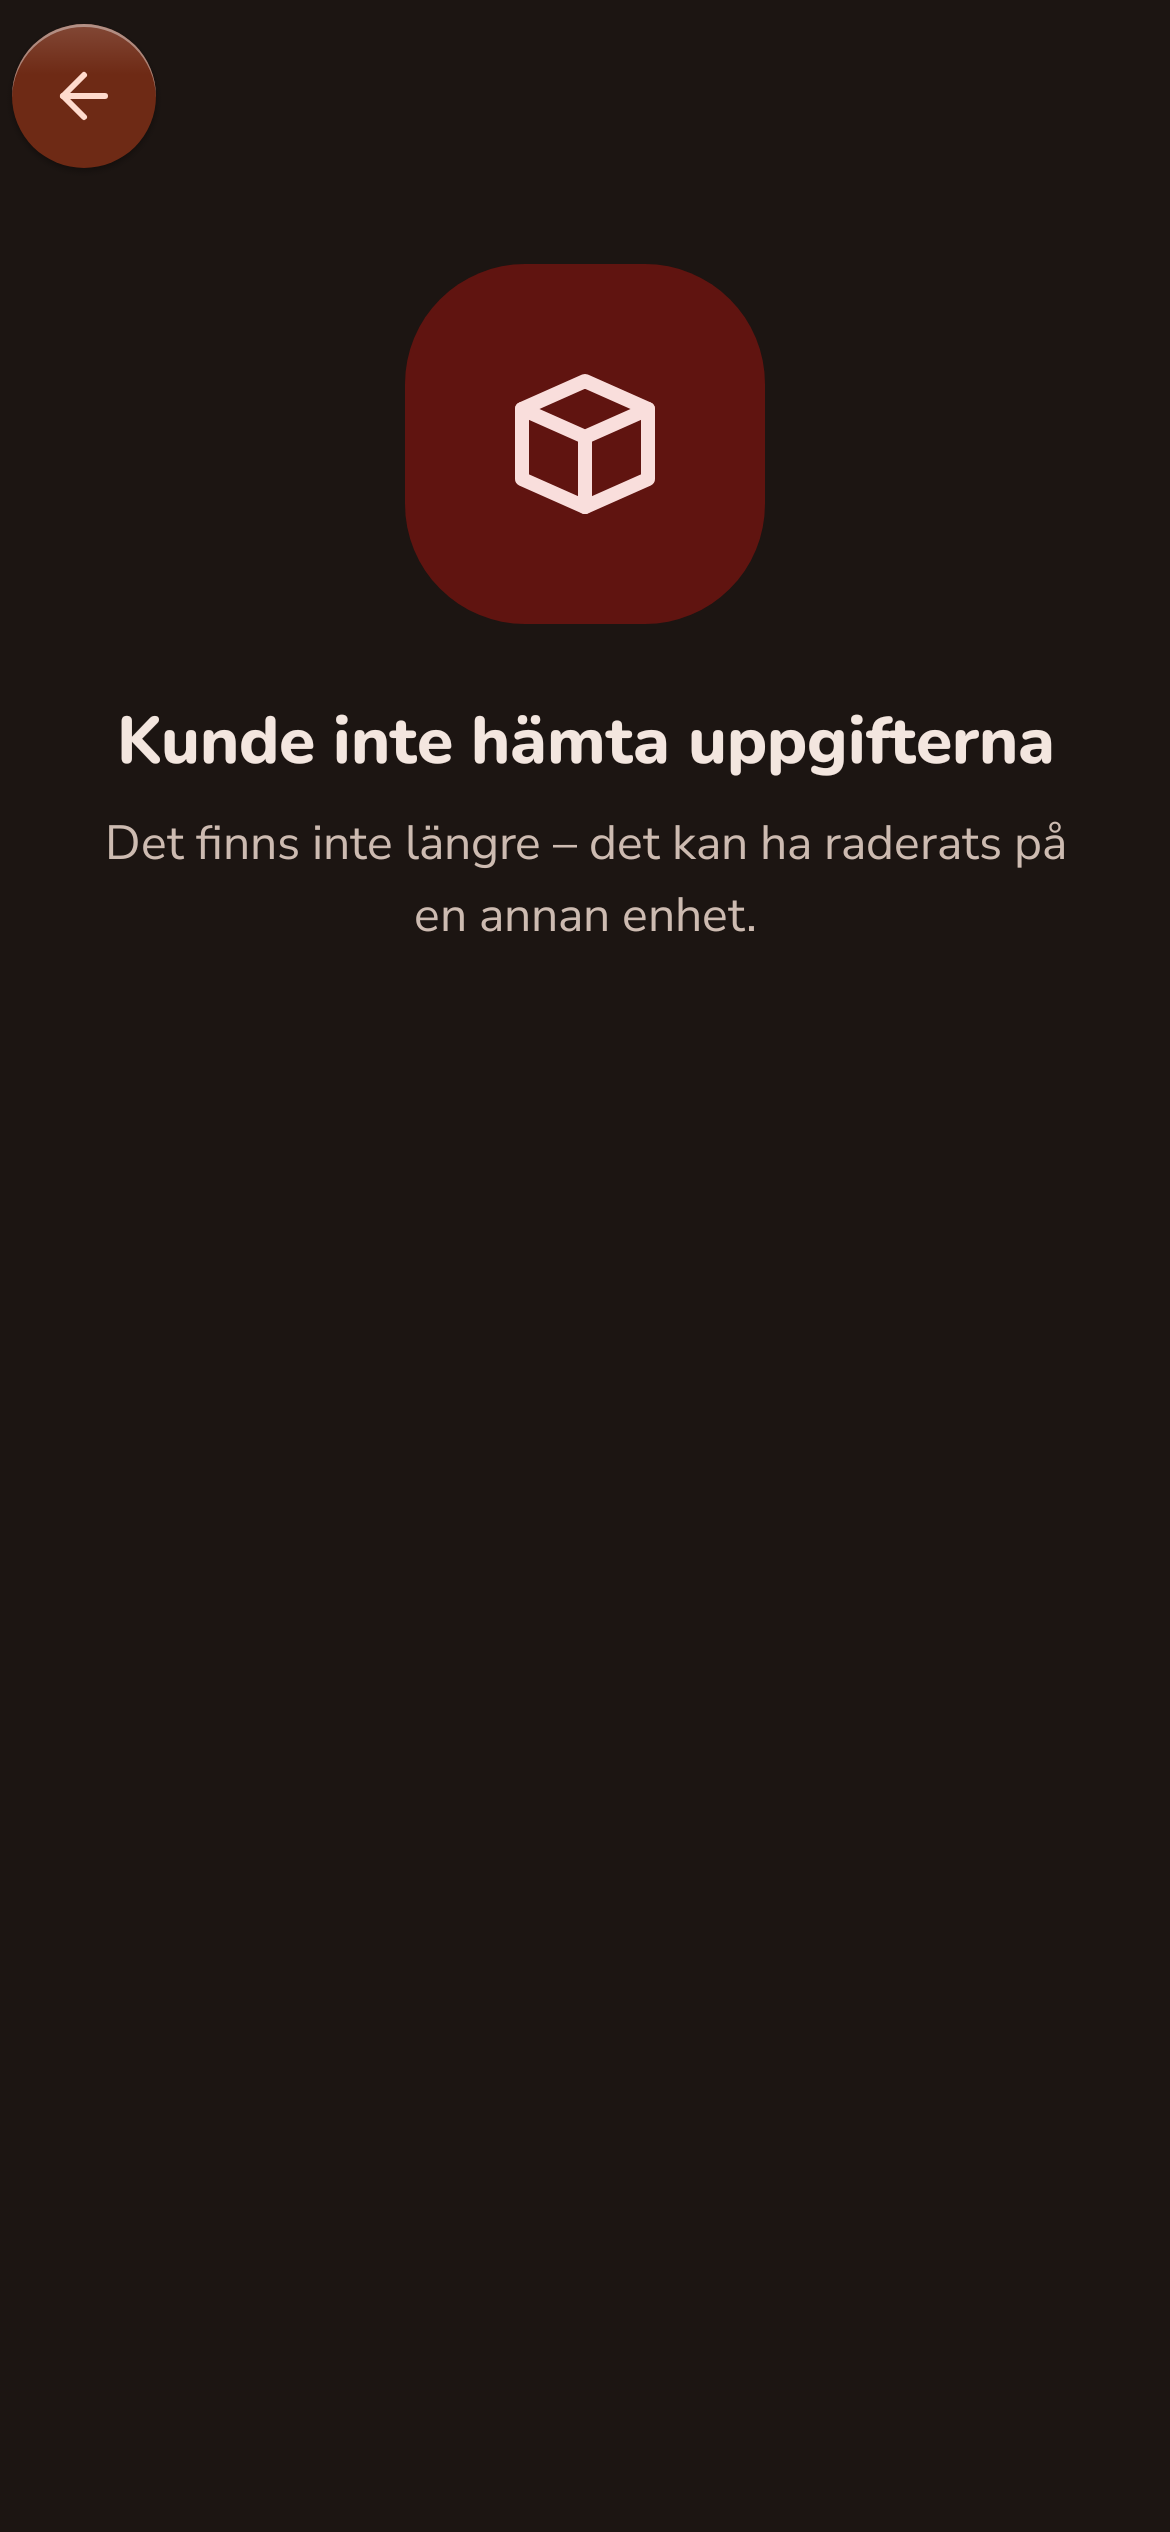 Kunde inte hämta uppgifterna
Det finns inte längre – det kan ha raderats på
en annan enhet.